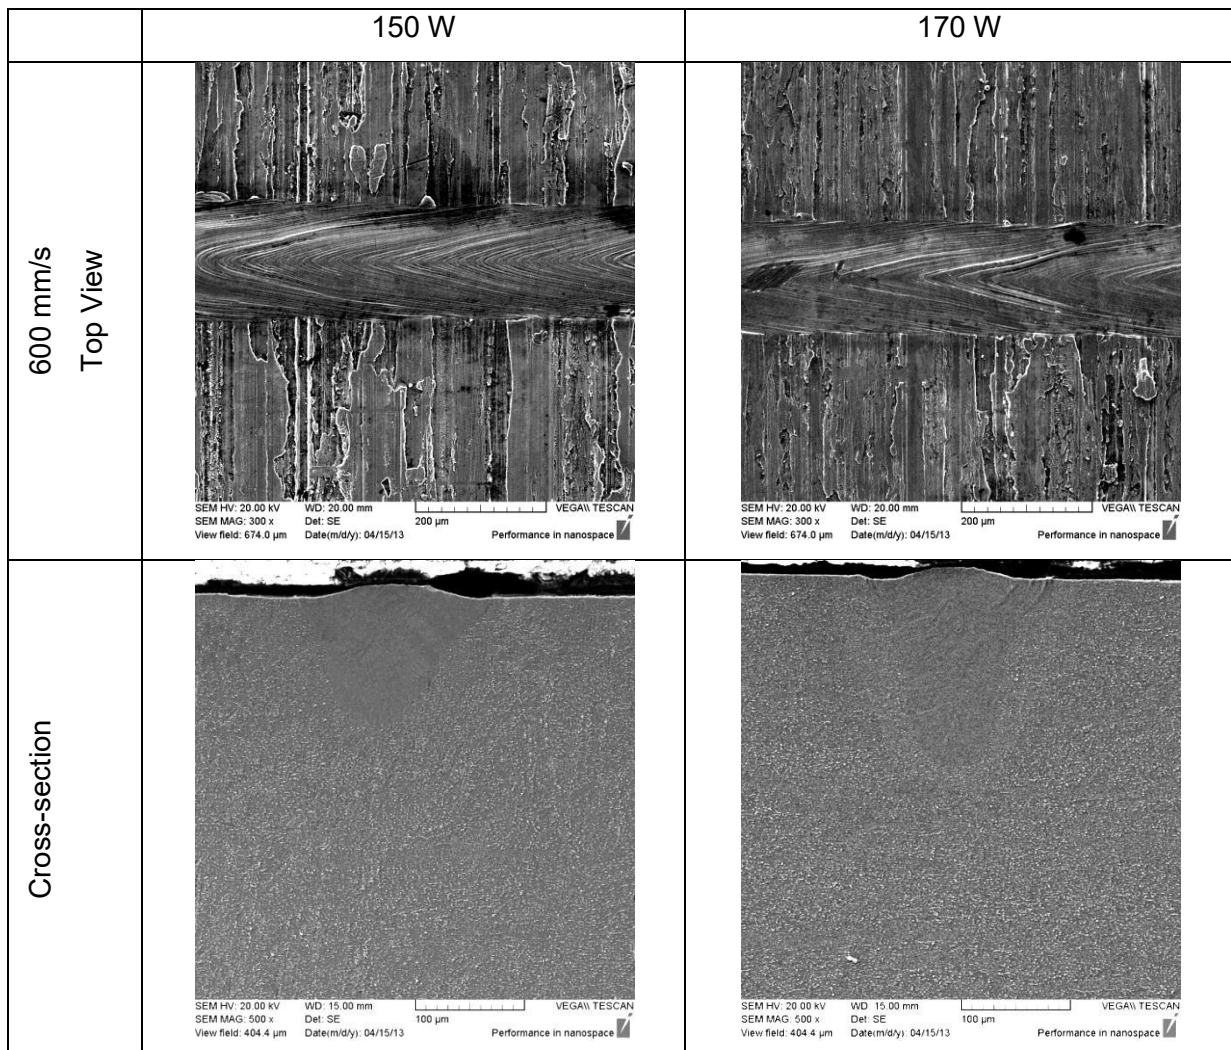 150 W
170 W
600 mm/s
Top View
SEM HV: 20.00 kV WD: 20.00 mm VEGA\\ TESCAN
SEM MAG: 300 x Det: SE 200 µm
View field: 674.0 µm Date(m/d/y): 04/15/13 Performance in nanospace
SEM HV: 20.00 kV WD: 20.00 mm VEGA\\ TESCAN
SEM MAG: 300 x Det: SE 200 µm
View field: 674.0 µm Date(m/d/y): 04/15/13 Performance in nanospace
Cross-section
SEM HV: 20.00 kV WD: 15.00 mm VEGA\\ TESCAN
SEM MAG: 500 x Det: SE 100 µm
View field: 404.4 µm Date(m/d/y): 04/15/13 Performance in nanospace
SEM HV: 20.00 kV WD: 15.00 mm VEGA\\ TESCAN
SEM MAG: 500 x Det: SE 100 µm
View field: 404.4 µm Date(m/d/y): 04/15/13 Performance in nanospace